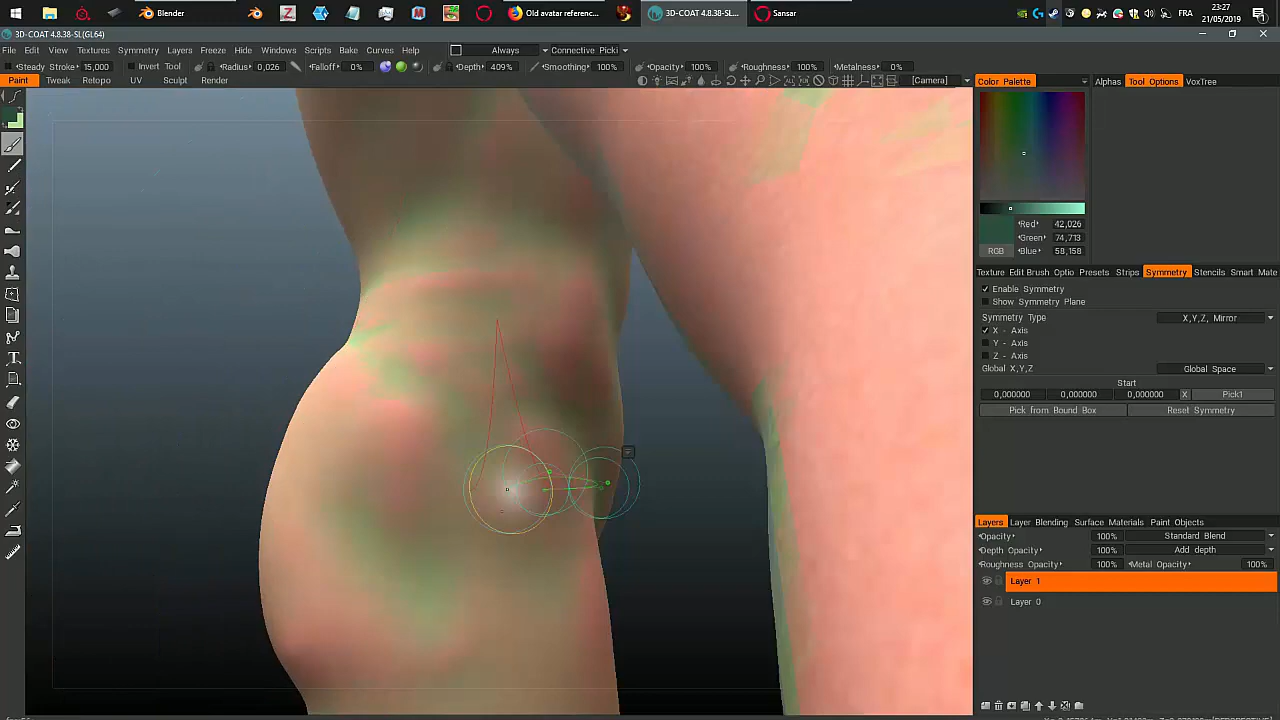 Blender
Blender
Z
M
Firefox or avatar referenc...
3D-COAT 4.8.38-SL...
Sansar
FRA
23:27
21/05/2019
3D-COAT 4.8.38-SL(GL64)
File Edit View Textures Symmetry Layers Freeze Hide Windows Scripts Bake Curves Help Always Connective Picki
Steady Stroke 15,000 Invert Tool Radius 0,026 Falloff 0% Depth 409% Smoothing 100% Opacity 100% Roughness 100% Metalness 0%
Paint Tweak Retopo UV Sculpt Render [Camera]
Color Palette Alphas Tool Options VoxTree
Red 42,026
Green 74,713
RGB Blue 58,158
Texture Edit Brush Optio Presets Strips Symmetry Stencils Smart Mate
Enable Symmetry
Show Symmetry Plane
Symmetry Type X,Y,Z, Mirror
X - Axis
Y - Axis
Z - Axis
Global X,Y,Z Global Space
Start
0,000000 0,000000 0,000000 X Pick1
Pick from Bound Box Reset Symmetry
Layers Layer Blending Surface Materials Paint Objects
Opacity 100% Standard Blend
Depth Opacity 100% Add depth
Roughness Opacity 100% Metal Opacity 100%
Layer 1
Layer 0